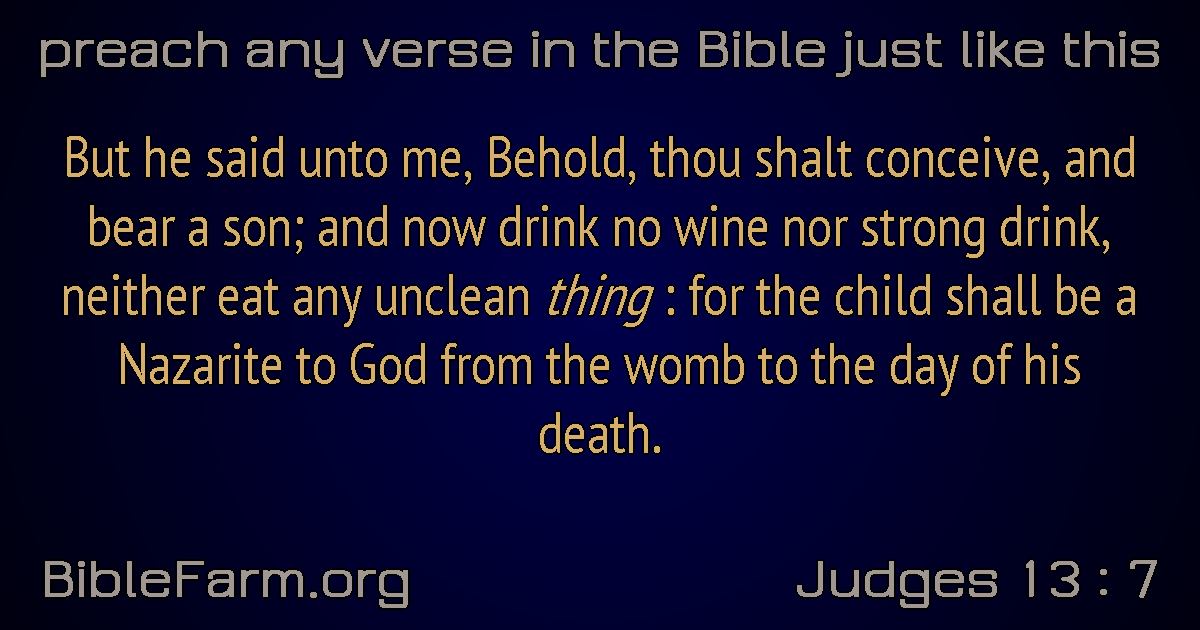 preach any verse in the Bible just like this
But he said unto me, Behold, thou shalt conceive, and
bear a son; and now drink no wine nor strong drink,
neither eat any unclean thing : for the child shall be a
Nazarite to God from the womb to the day of his
death.
BibleFarm.org
Judges 13 : 7